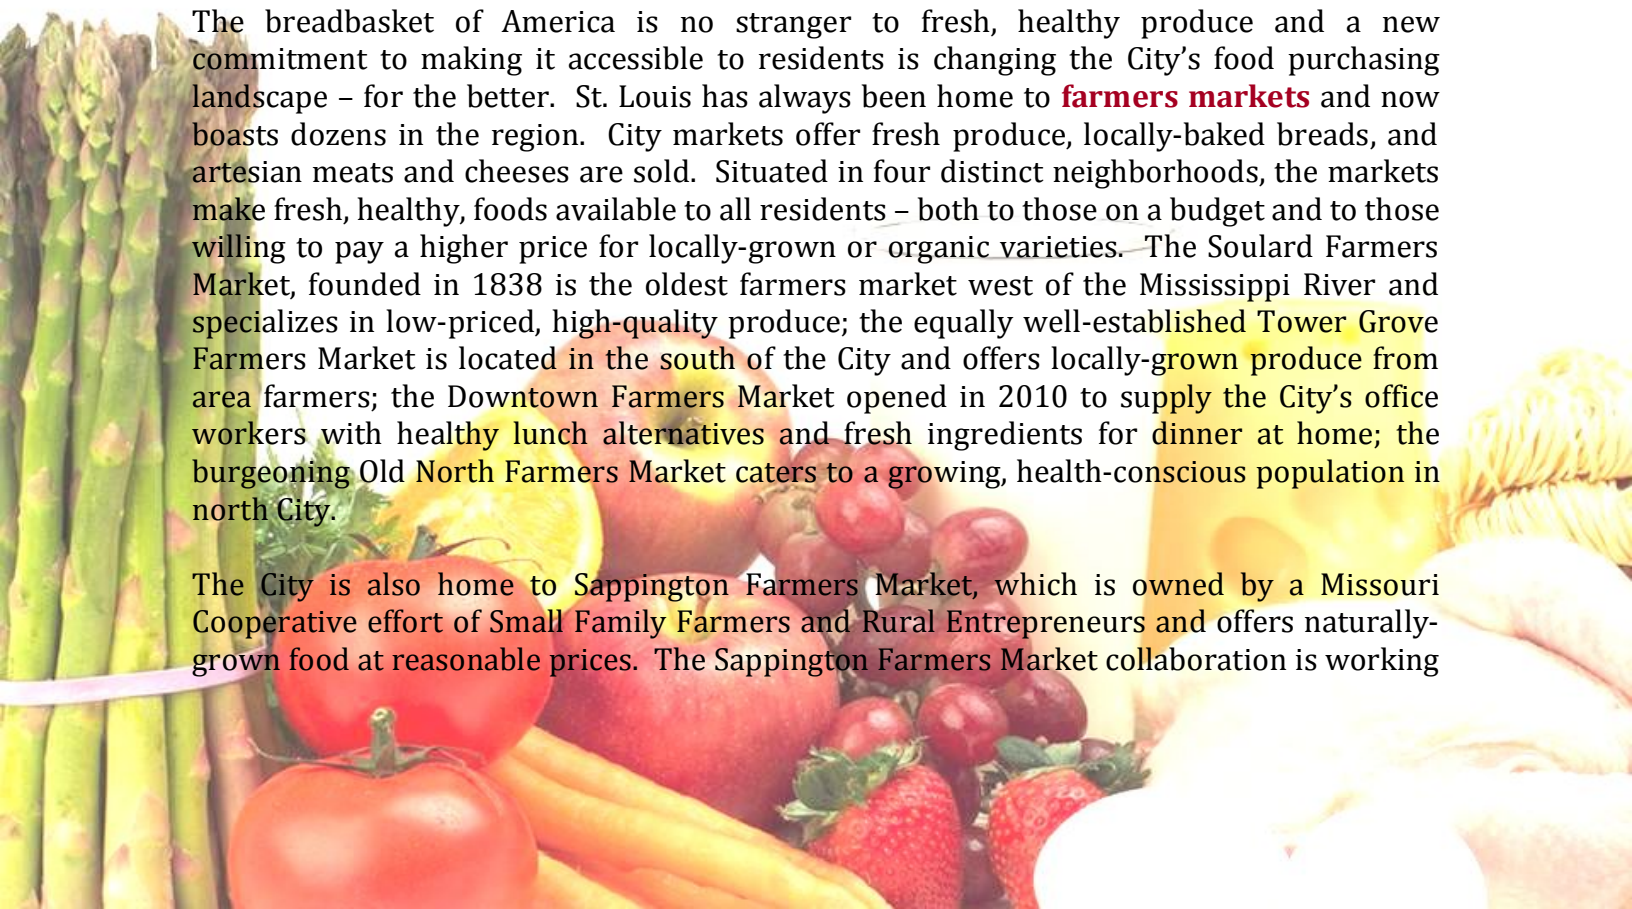 The breadbasket of America is no stranger to fresh, healthy produce and a new
commitment to making it accessible to residents is changing the City’s food purchasing
landscape – for the better.  St. Louis has always been home to farmers markets and now
boasts dozens in the region.  City markets offer fresh produce, locally-baked breads, and
artesian meats and cheeses are sold.  Situated in four distinct neighborhoods, the markets
make fresh, healthy, foods available to all residents – both to those on a budget and to those
willing to pay a higher price for locally-grown or organic varieties.  The Soulard Farmers
Market, founded in 1838 is the oldest farmers market west of the Mississippi River and
specializes in low-priced, high-quality produce; the equally well-established Tower Grove
Farmers Market is located in the south of the City and offers locally-grown produce from
area farmers; the Downtown Farmers Market opened in 2010 to supply the City’s office
workers with healthy lunch alternatives and fresh ingredients for dinner at home; the
burgeoning Old North Farmers Market caters to a growing, health-conscious population in
north City.
The City is also home to Sappington Farmers Market, which is owned by a Missouri
Cooperative effort of Small Family Farmers and Rural Entrepreneurs and offers naturally-
grown food at reasonable prices.  The Sappington Farmers Market collaboration is working